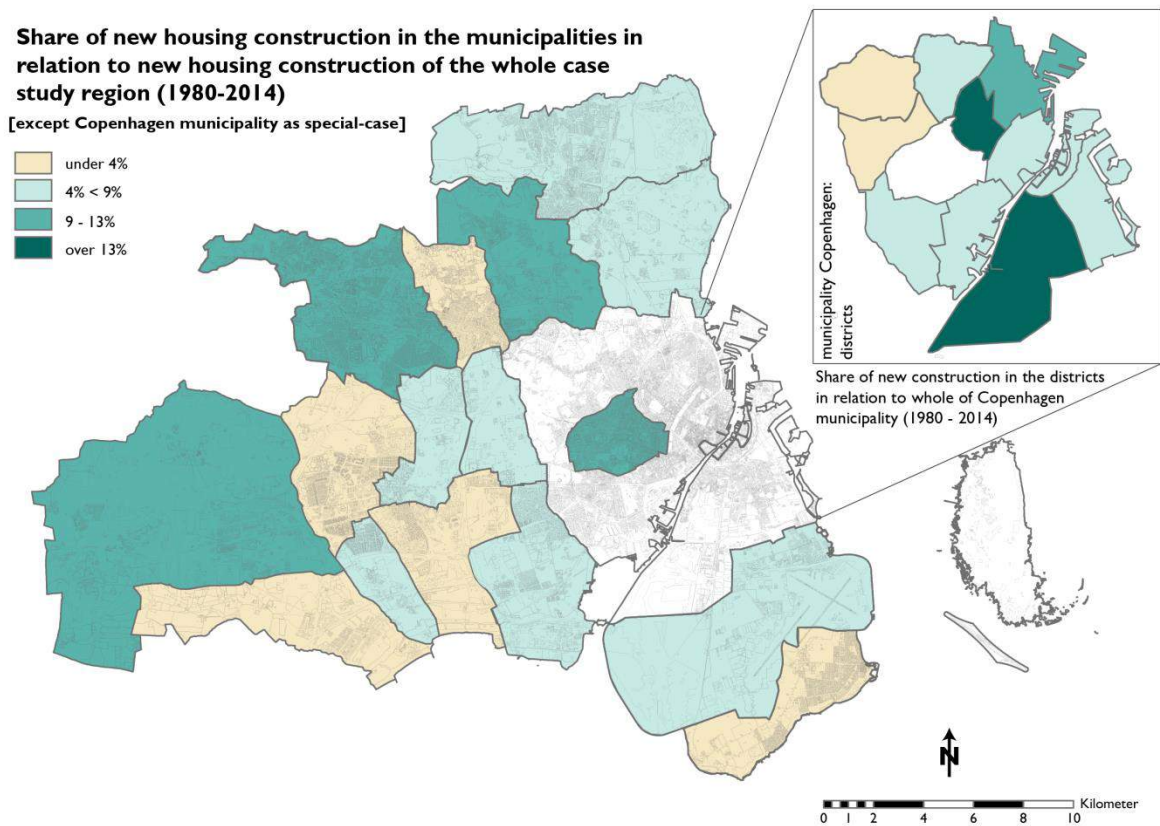 Share of new housing construction in the municipalities in
relation to new housing construction of the whole case
study region (1980-2014)
[except Copenhagen municipality as special-case]
under 4%
4% < 9%
9 - 13%
over 13%
municipality Copenhagen:
districts
Share of new construction in the districts
in relation to whole of Copenhagen
municipality (1980 - 2014)
N
Kilometer
0 1 2 4 6 8 10